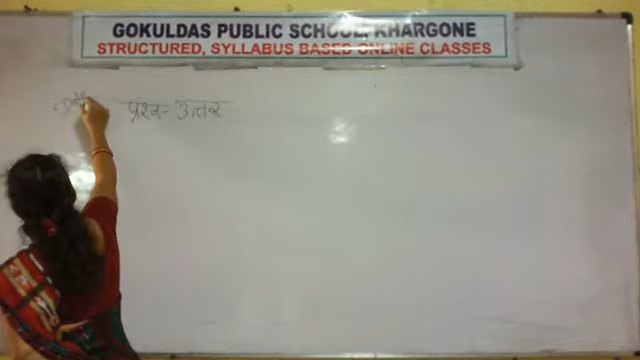 GOKULDAS PUBLIC SCHOOL, KHARGONE
STRUCTURED, SYLLABUS BASED ONLINE CLASSES
प्रश्न - उत्तर